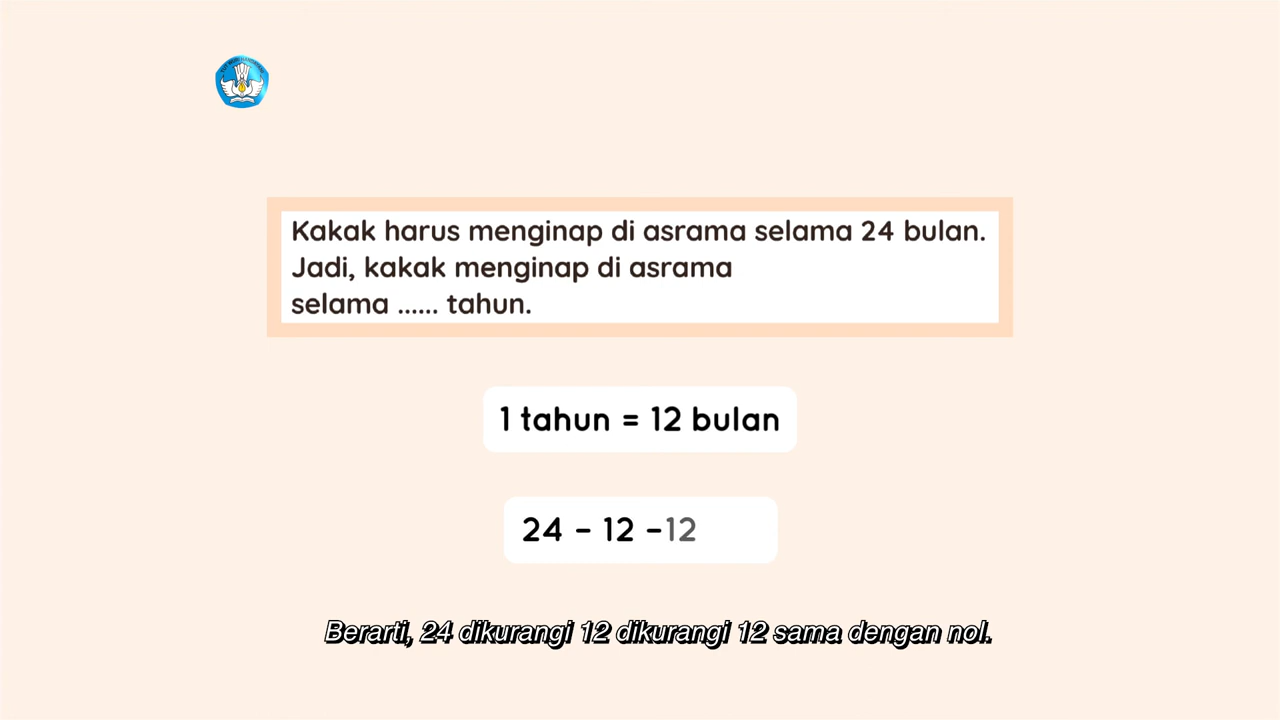 Kakak harus menginap di asrama selama 24 bulan.
Jadi, kakak menginap di asrama
selama ...... tahun.
1 tahun = 12 bulan
24 - 12 -12
Berarti, 24 dikurangi 12 dikurangi 12 sama dengan nol.